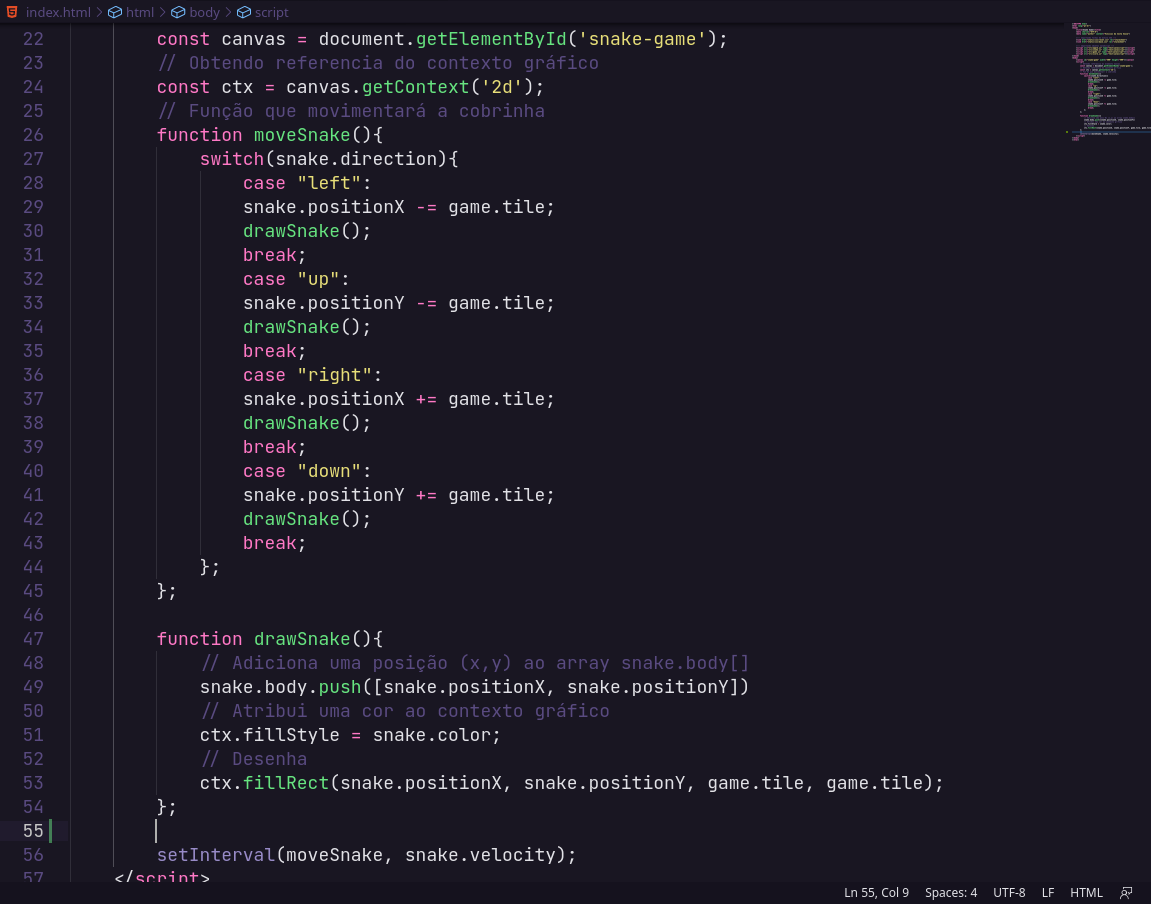 index.html > html > body > script
22 const canvas = document.getElementById('snake-game');
23 // Obtendo referencia do contexto gráfico
24 const ctx = canvas.getContext('2d');
25 // Função que movimentará a cobrinha
26 function moveSnake(){
27 switch(snake.direction){
28 case "left":
29 snake.positionX -= game.tile;
30 drawSnake();
31 break;
32 case "up":
33 snake.positionY -= game.tile;
34 drawSnake();
35 break;
36 case "right":
37 snake.positionX += game.tile;
38 drawSnake();
39 break;
40 case "down":
41 snake.positionY += game.tile;
42 drawSnake();
43 break;
44 };
45 };
46
47 function drawSnake(){
48 // Adiciona uma posição (x,y) ao array snake.body[]
49 snake.body.push([snake.positionX, snake.positionY])
50 // Atribui uma cor ao contexto gráfico
51 ctx.fillStyle = snake.color;
52 // Desenha
53 ctx.fillRect(snake.positionX, snake.positionY, game.tile, game.tile);
54 };
55
56 setInterval(moveSnake, snake.velocity);
57 </script>
Ln 55, Col 9 Spaces: 4 UTF-8 LF HTML